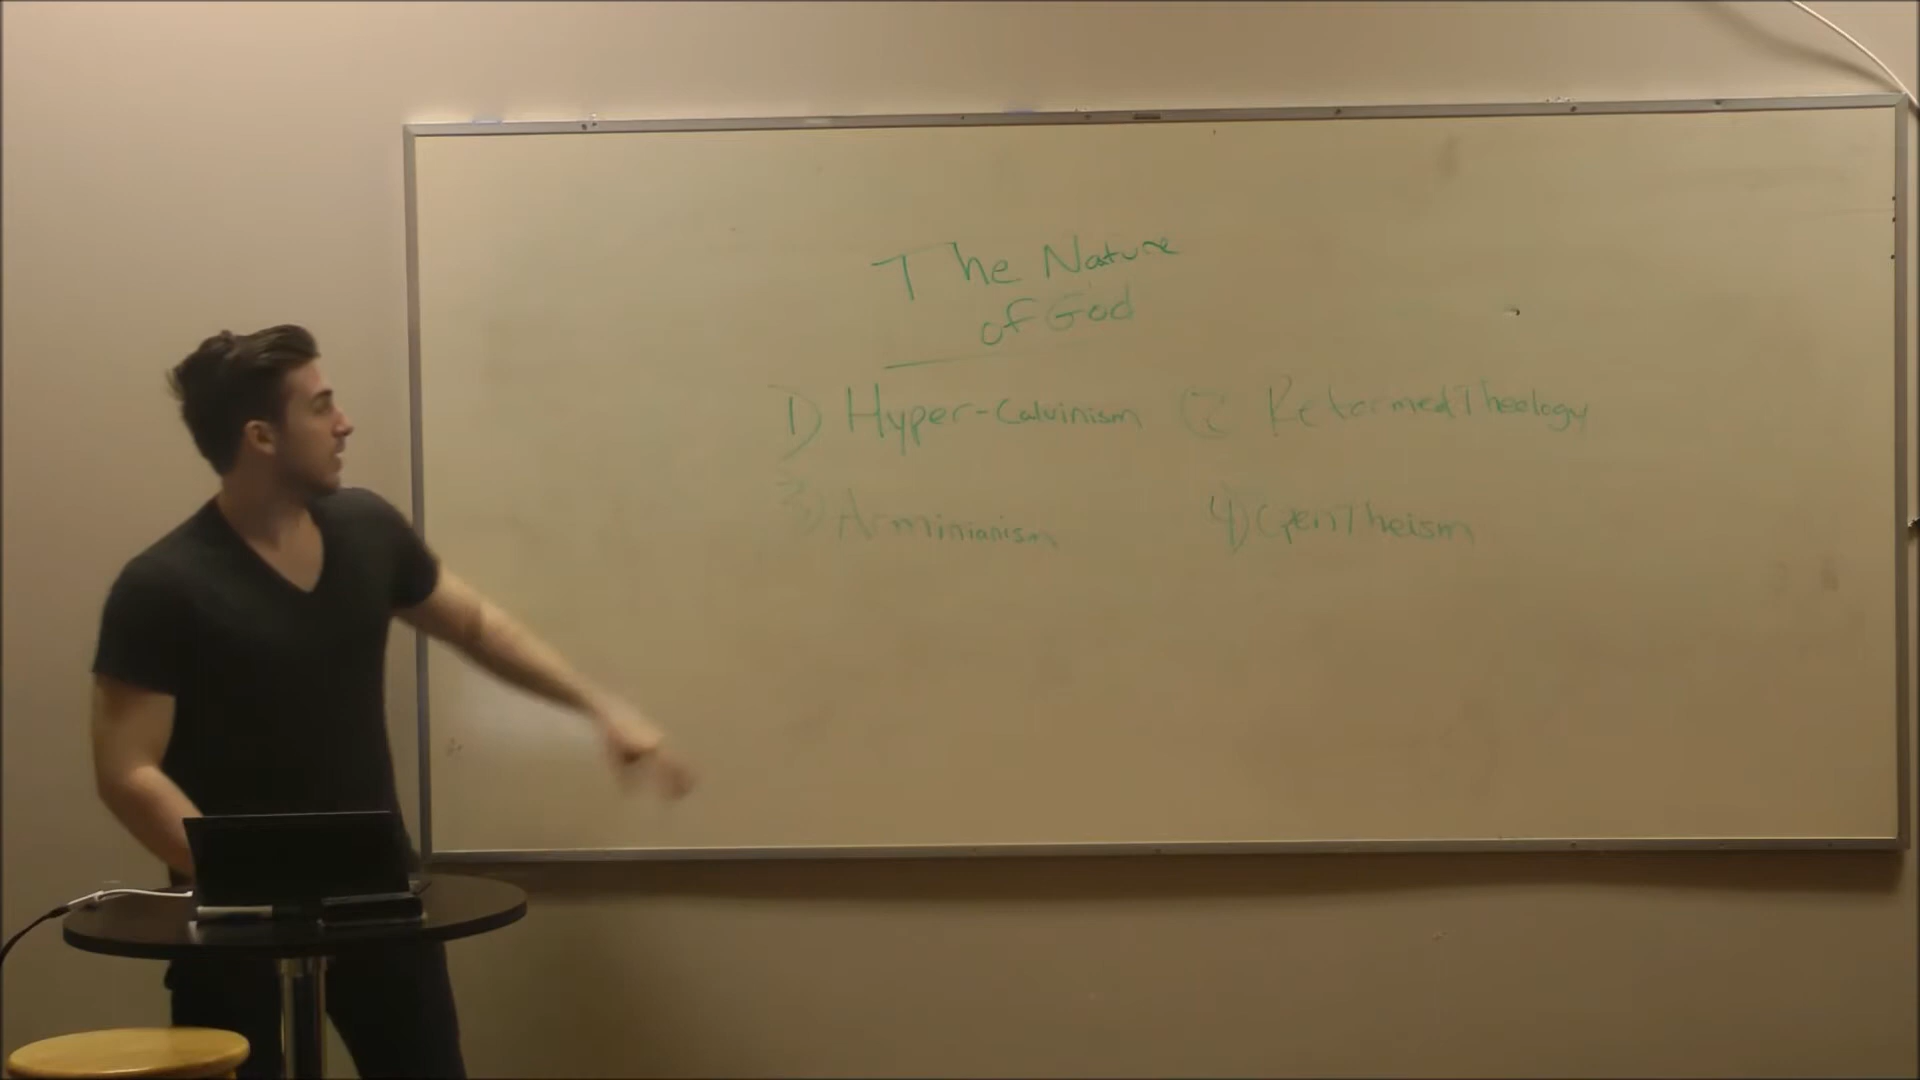 The Nature
of God
1) Hyper-Calvinism 2) Reformed Theology
3) Arminianism 4) Open Theism